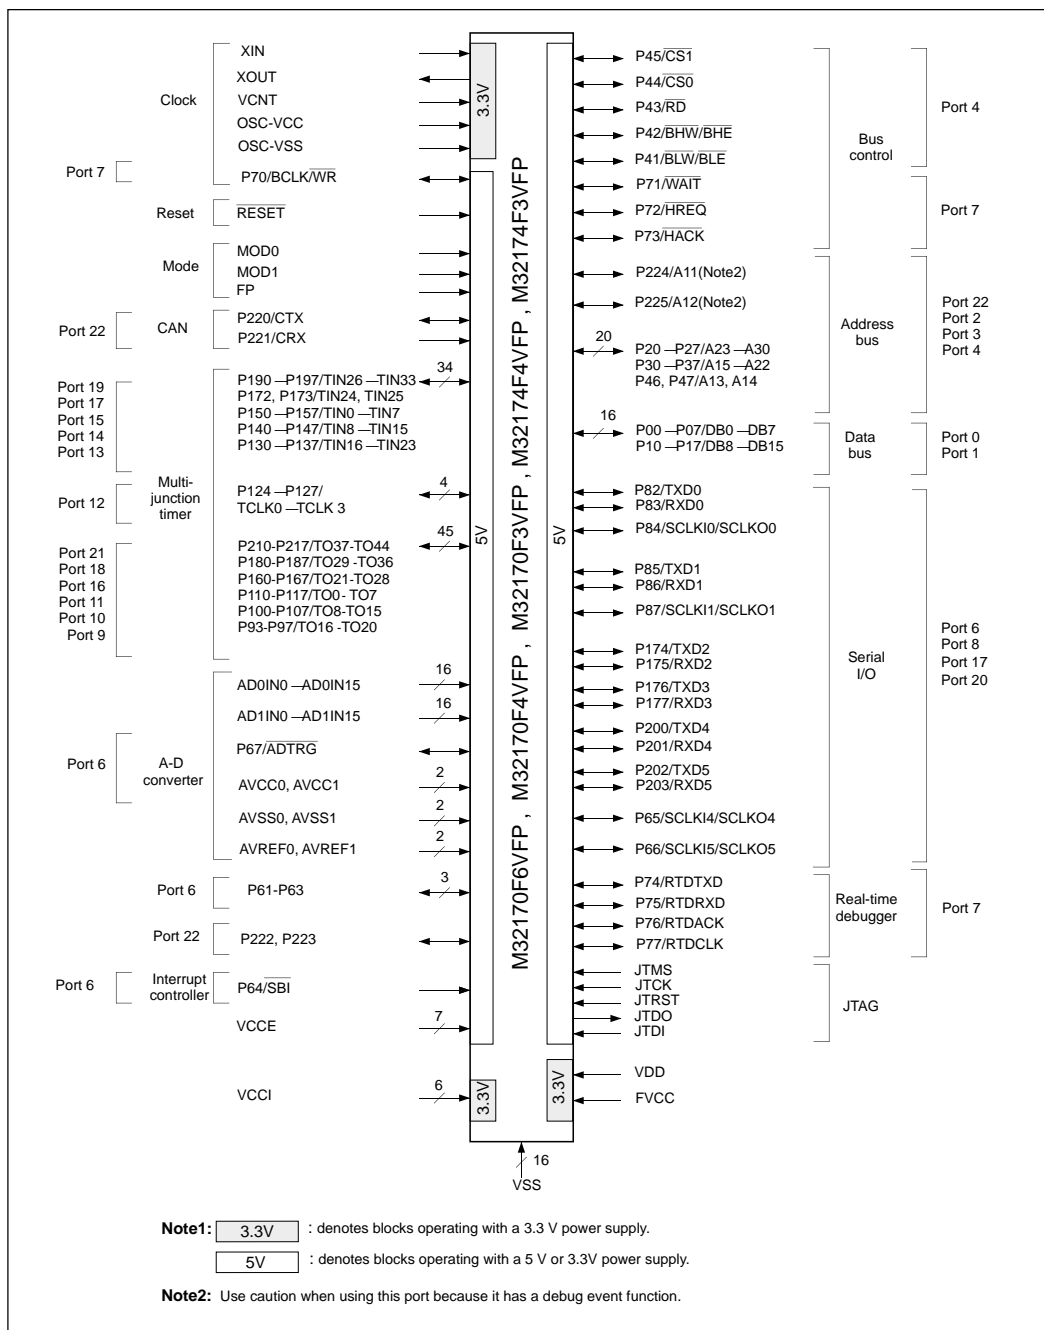 XIN
XOUT
Clock
VCNT
OSC-VCC
OSC-VSS
Port 7
P70/BCLK/WR
Reset
RESET
Mode
MOD0
MOD1
FP
Port 22
CAN
P220/CTX
P221/CRX
Port 19
Port 17
Port 15
Port 14
Port 13
34
P190 —P197/TIN26 —TIN33
P172, P173/TIN24, TIN25
P150 —P157/TIN0 —TIN7
P140 —P147/TIN8 —TIN15
P130 —P137/TIN16 —TIN23
Multi-
junction
timer
Port 12
4
P124 —P127/
TCLK0 —TCLK 3
Port 21
Port 18
Port 16
Port 11
Port 10
Port 9
45
P210-P217/TO37-TO44
P180-P187/TO29 -TO36
P160-P167/TO21-TO28
P110-P117/TO0- TO7
P100-P107/TO8-TO15
P93-P97/TO16 -TO20
16
AD0IN0 —AD0IN15
16
AD1IN0 —AD1IN15
Port 6
A-D
converter
P67/ADTRG
2
AVCC0, AVCC1
2
AVSS0, AVSS1
2
AVREF0, AVREF1
Port 6
3
P61-P63
Port 22
P222, P223
Port 6
Interrupt
controller
P64/SBI
7
VCCE
6
VCCI
3.3V
5V
3.3V
M32170F6VFP , M32170F4VFP , M32170F3VFP , M32174F4VFP , M32174F3VFP
5V
3.3V
16
VSS
P45/CS1
P44/CS0
P43/RD
P42/BHW/BHE
P41/BLW/BLE
P71/WAIT
P72/HREQ
P73/HACK
Bus
control
Port 4
Port 7
P224/A11(Note2)
P225/A12(Note2)
20
P20 —P27/A23 —A30
P30 —P37/A15 —A22
P46, P47/A13, A14
Address
bus
Port 22
Port 2
Port 3
Port 4
16
P00 —P07/DB0 —DB7
P10 —P17/DB8 —DB15
Data
bus
Port 0
Port 1
P82/TXD0
P83/RXD0
P84/SCLKI0/SCLKO0
P85/TXD1
P86/RXD1
P87/SCLKI1/SCLKO1
P174/TXD2
P175/RXD2
P176/TXD3
P177/RXD3
P200/TXD4
P201/RXD4
P202/TXD5
P203/RXD5
P65/SCLKI4/SCLKO4
P66/SCLKI5/SCLKO5
Serial
I/O
Port 6
Port 8
Port 17
Port 20
P74/RTDTXD
P75/RTDRXD
P76/RTDACK
P77/RTDCLK
Real-time
debugger
Port 7
JTMS
JTCK
JTRST
JTDO
JTDI
JTAG
VDD
FVCC
Note1: 3.3V : denotes blocks operating with a 3.3 V power supply.
5V : denotes blocks operating with a 5 V or 3.3V power supply.
Note2: Use caution when using this port because it has a debug event function.